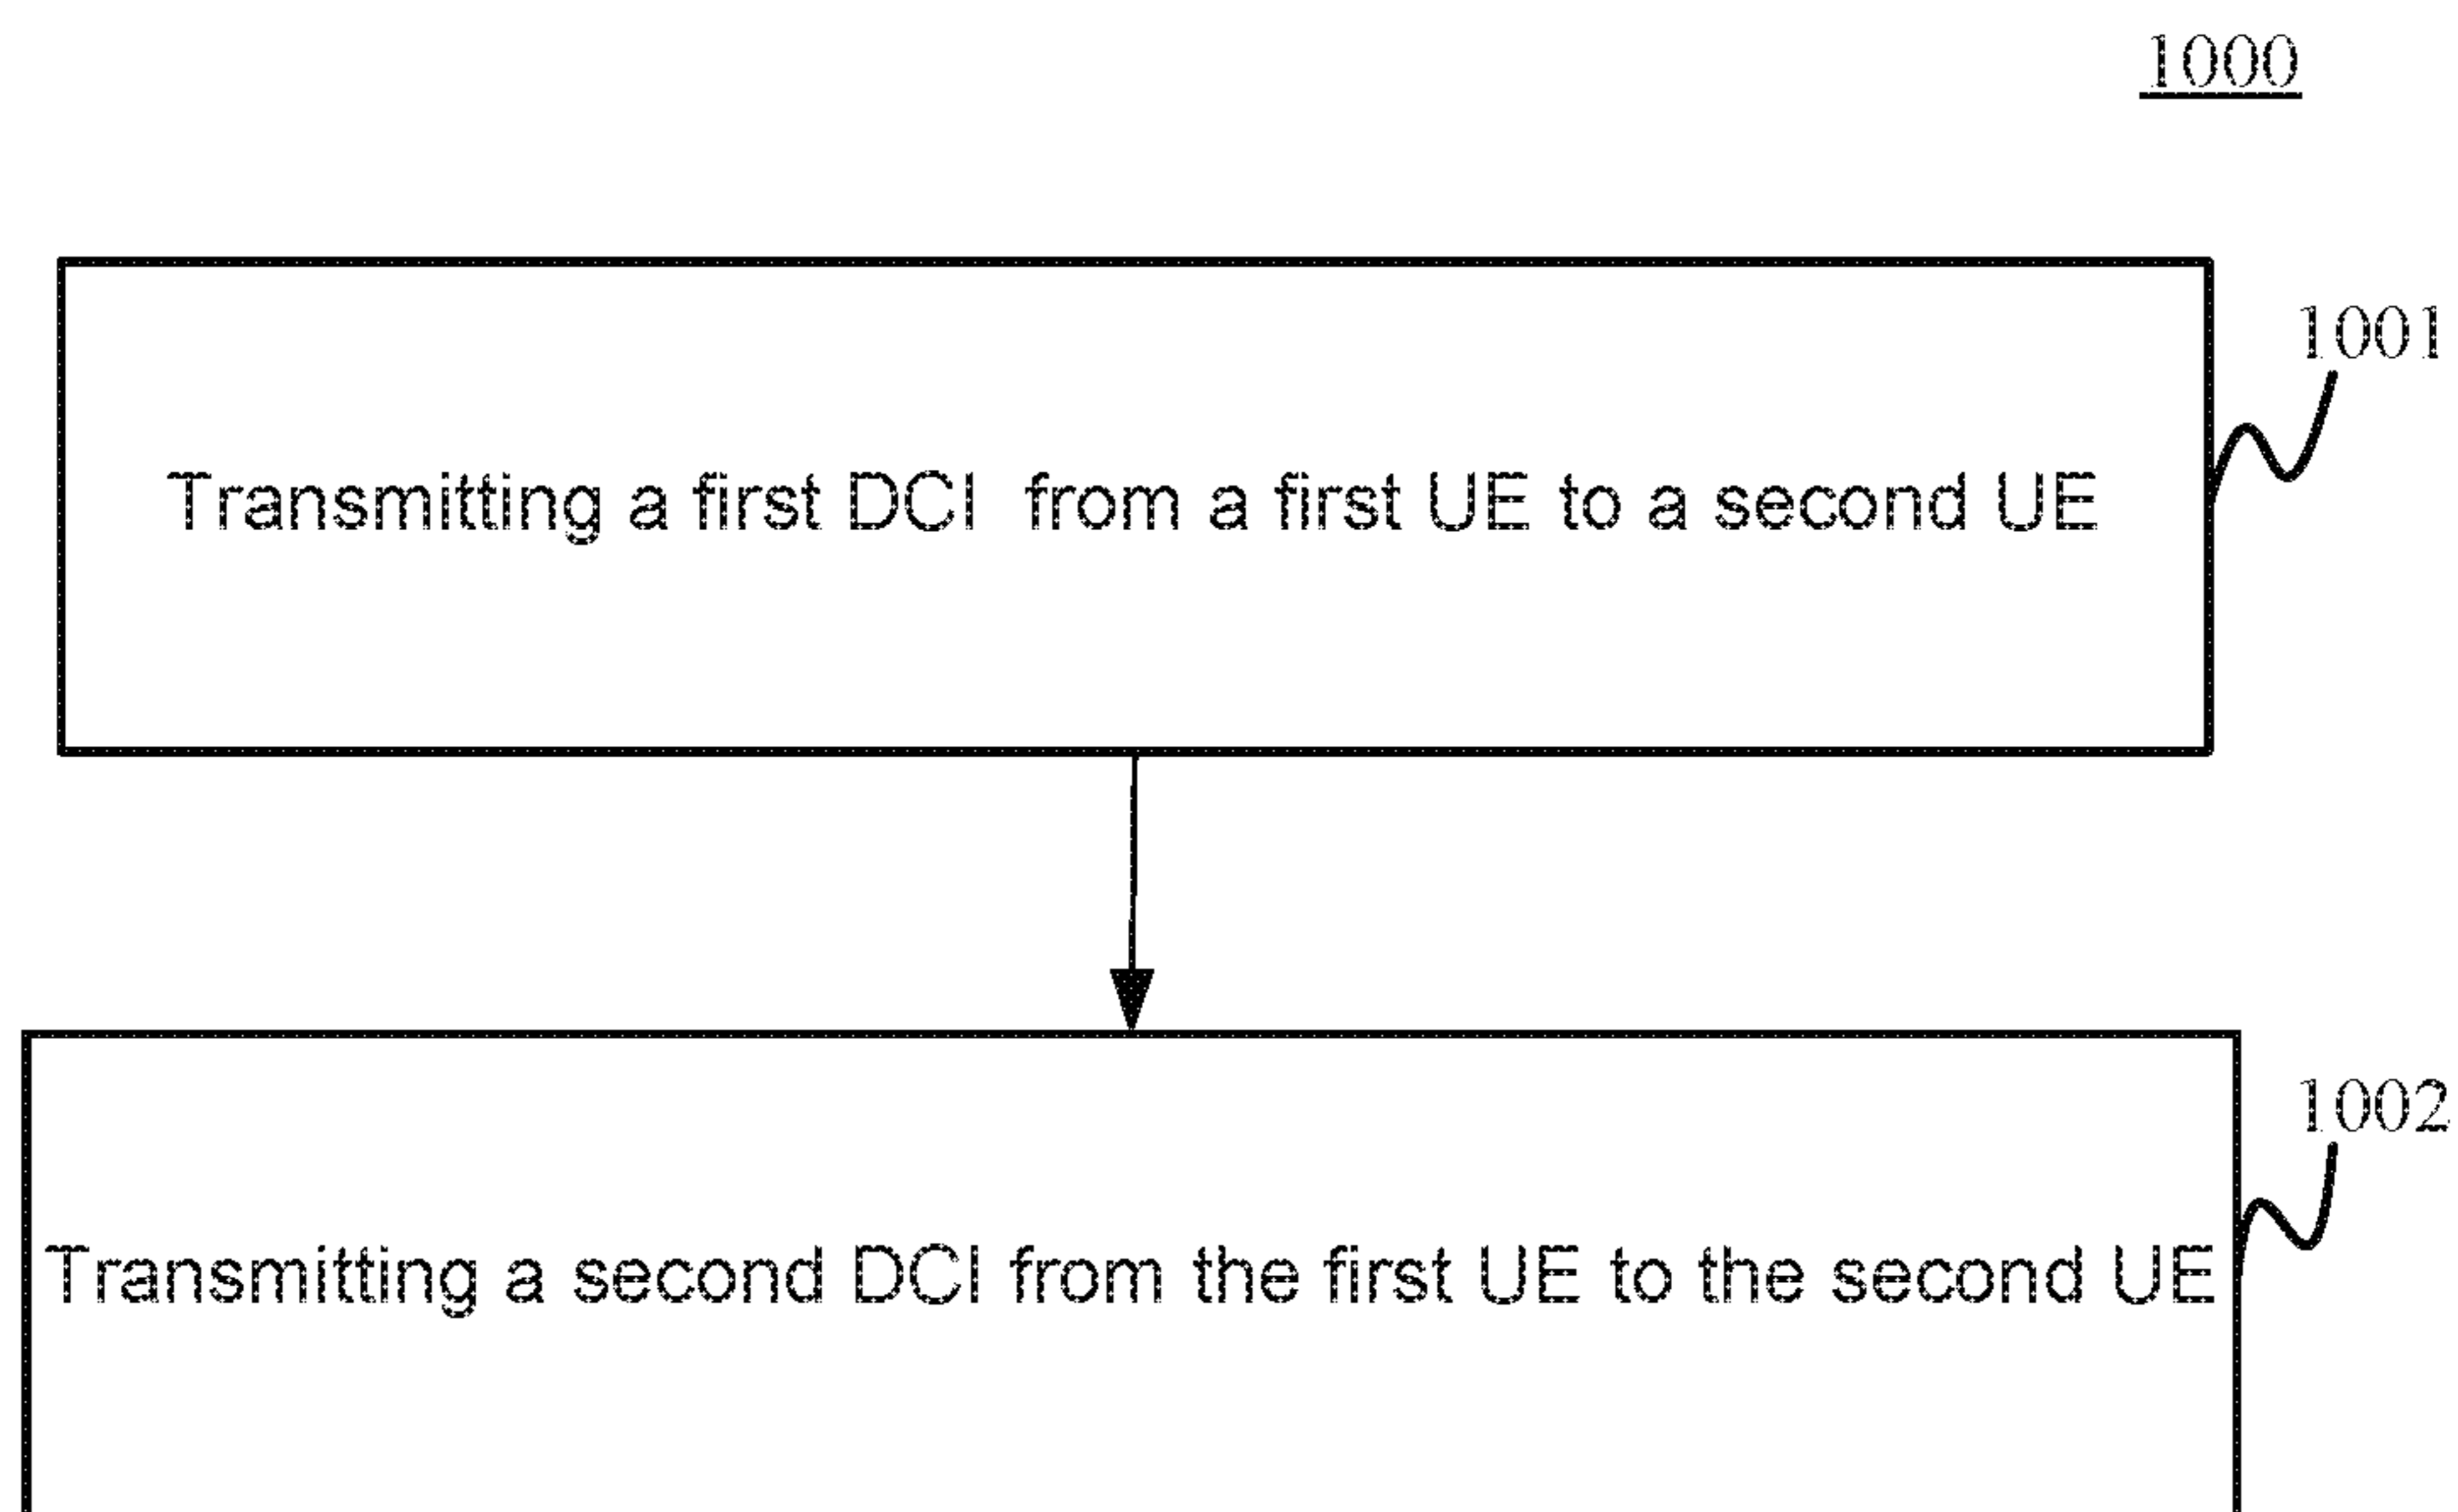 1000
1001
Transmitting a first DCI from a first UE to a second UE
1002
Transmitting a second DCI from the first UE to the second UE